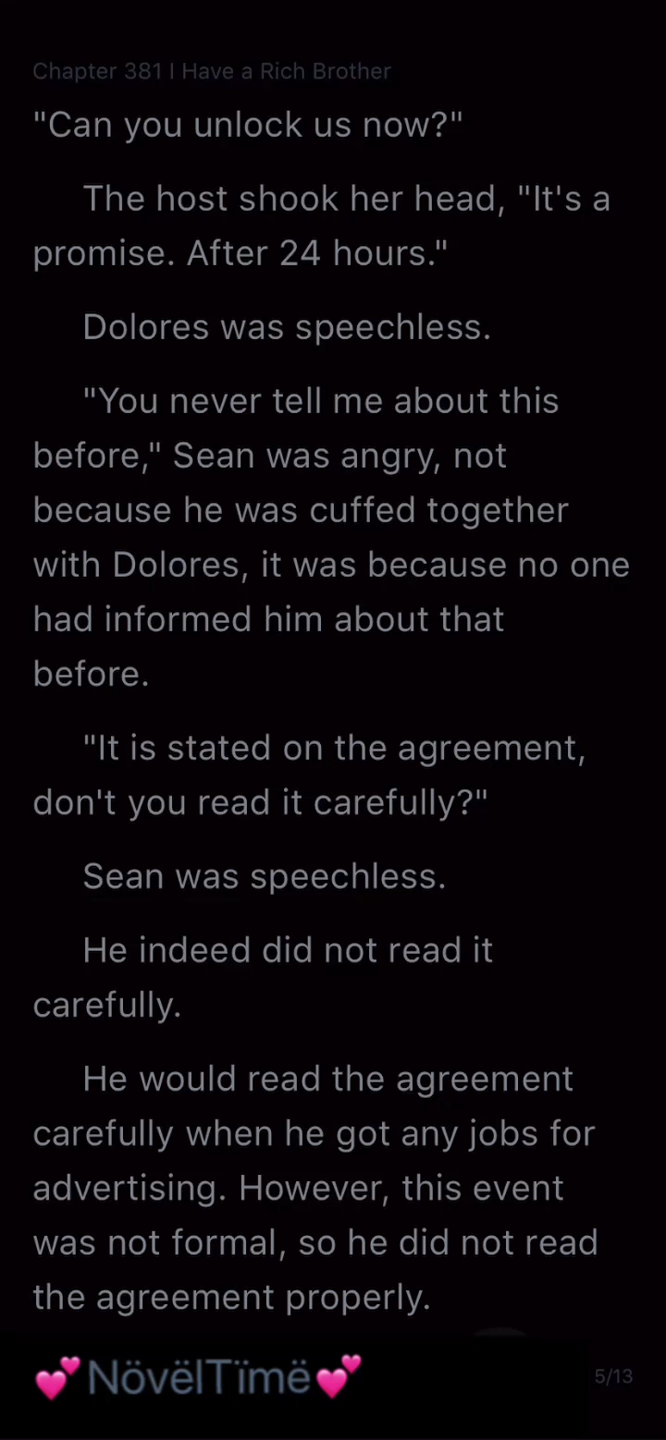 Chapter 381 I Have a Rich Brother
"Can you unlock us now?"
The host shook her head, "It's a
promise. After 24 hours."
Dolores was speechless.
"You never tell me about this
before," Sean was angry, not
because he was cuffed together
with Dolores, it was because no one
had informed him about that
before.
"It is stated on the agreement,
don't you read it carefully?"
Sean was speechless.
He indeed did not read it
carefully.
He would read the agreement
carefully when he got any jobs for
advertising. However, this event
was not formal, so he did not read
the agreement properly.
💕NövëlTïmë💕
5/13